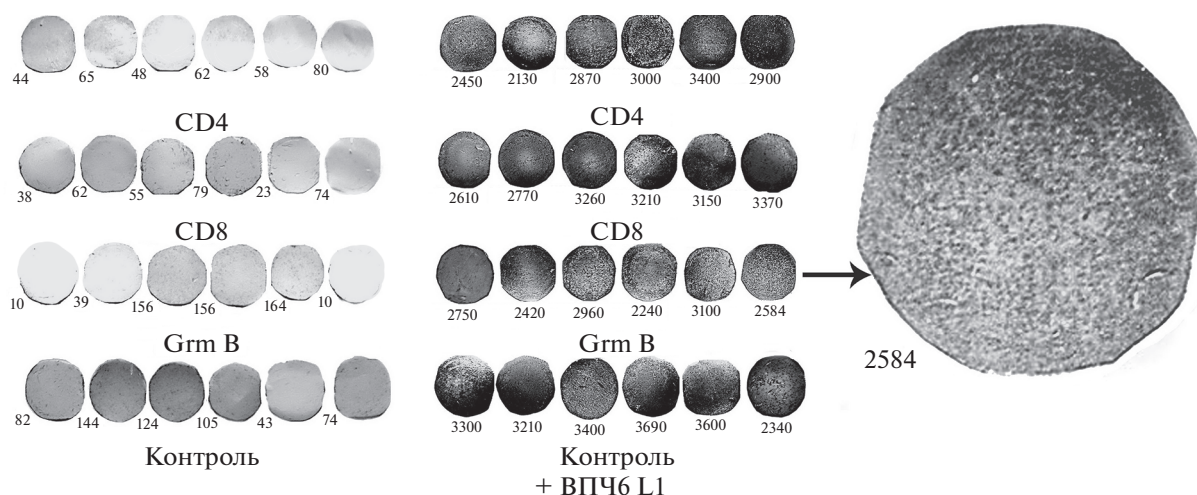 44 65 48 62 58 80
CD4
38 62 55 79 23 74
CD8
10 39 156 156 164 10
Grm B
82 144 124 105 43 74
Контроль
2450 2130 2870 3000 3400 2900
CD4
2610 2770 3260 3210 3150 3370
CD8
2750 2420 2960 2240 3100 2584
Grm B
3300 3210 3400 3690 3600 2340
Контроль
+ ВПЧ6 L1
2584